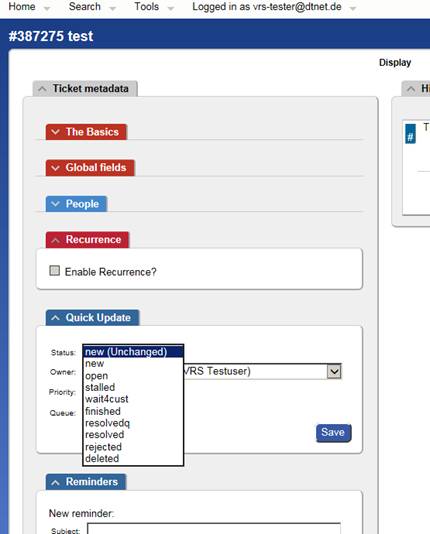 Home Search Tools Logged in as vrs-tester@dtnet.de
#387275 test
Display
Ticket metadata
Hi
The Basics
T
#
Global fields
People
Recurrence
Enable Recurrence?
Quick Update
Status: new (Unchanged)
new
Owner: VRS Testuser)
open
stalled
Priority:
wait4cust
Queue: finished
resolvedq
resolved
Save
rejected
deleted
Reminders
New reminder:
Subject: